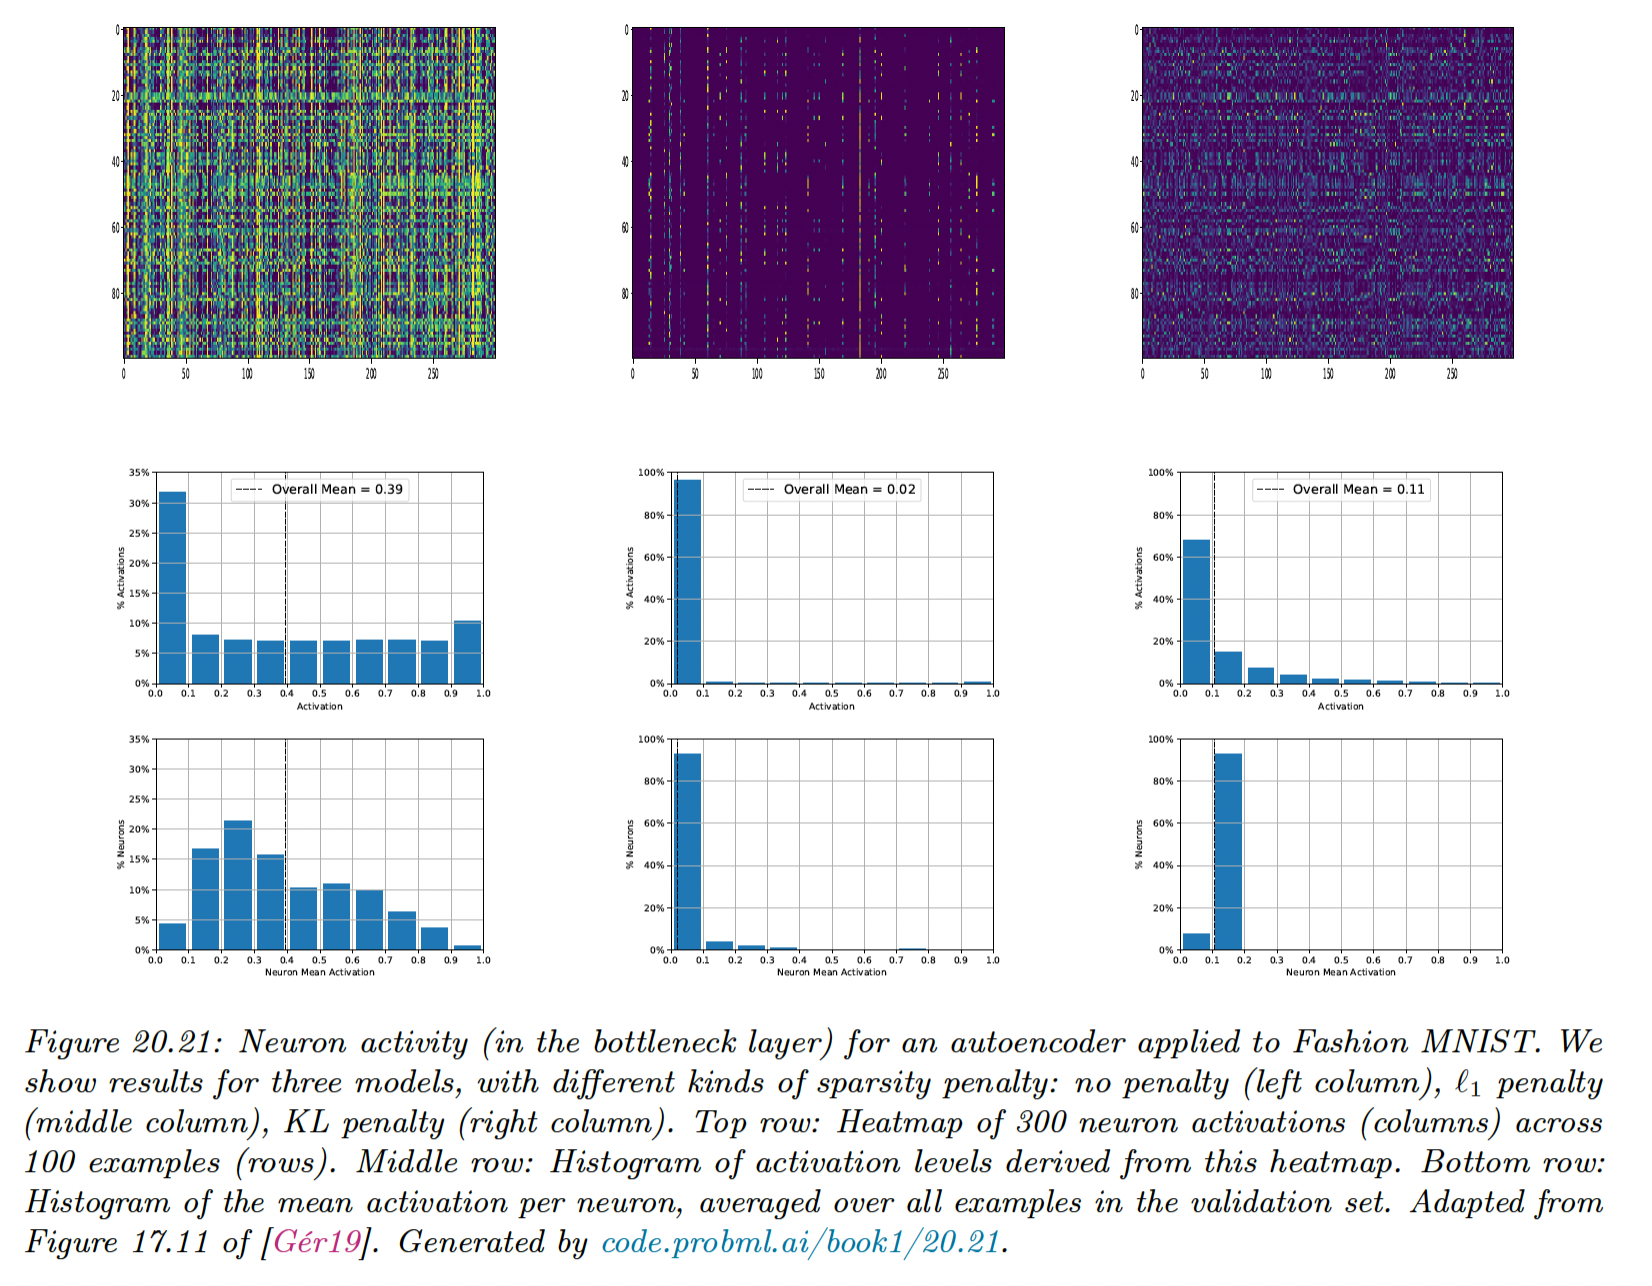 0
20
40
60
80
0 50 100 150 200 250
0
20
40
60
80
0 50 100 150 200 250
0
20
40
60
80
0 50 100 150 200 250
35%
30%
25%
20%
15%
10%
5%
0%
% Activations
Overall Mean = 0.39
0.0 0.1 0.2 0.3 0.4 0.5 0.6 0.7 0.8 0.9 1.0
Activation
100%
80%
60%
40%
20%
0%
% Activations
Overall Mean = 0.02
0.0 0.1 0.2 0.3 0.4 0.5 0.6 0.7 0.8 0.9 1.0
Activation
100%
80%
60%
40%
20%
0%
% Activations
Overall Mean = 0.11
0.0 0.1 0.2 0.3 0.4 0.5 0.6 0.7 0.8 0.9 1.0
Activation
35%
30%
25%
20%
15%
10%
5%
0%
% Neurons
0.0 0.1 0.2 0.3 0.4 0.5 0.6 0.7 0.8 0.9 1.0
Neuron Mean Activation
100%
80%
60%
40%
20%
0%
% Neurons
0.0 0.1 0.2 0.3 0.4 0.5 0.6 0.7 0.8 0.9 1.0
Neuron Mean Activation
100%
80%
60%
40%
20%
0%
% Neurons
0.0 0.1 0.2 0.3 0.4 0.5 0.6 0.7 0.8 0.9 1.0
Neuron Mean Activation
Figure 20.21: Neuron activity (in the bottleneck layer) for an autoencoder applied to Fashion MNIST. We
show results for three models, with different kinds of sparsity penalty: no penalty (left column), ℓ₁ penalty
(middle column), KL penalty (right column). Top row: Heatmap of 300 neuron activations (columns) across
100 examples (rows). Middle row: Histogram of activation levels derived from this heatmap. Bottom row:
Histogram of the mean activation per neuron, averaged over all examples in the validation set. Adapted from
Figure 17.11 of [Gér19]. Generated by code.probml.ai/book1/20.21.